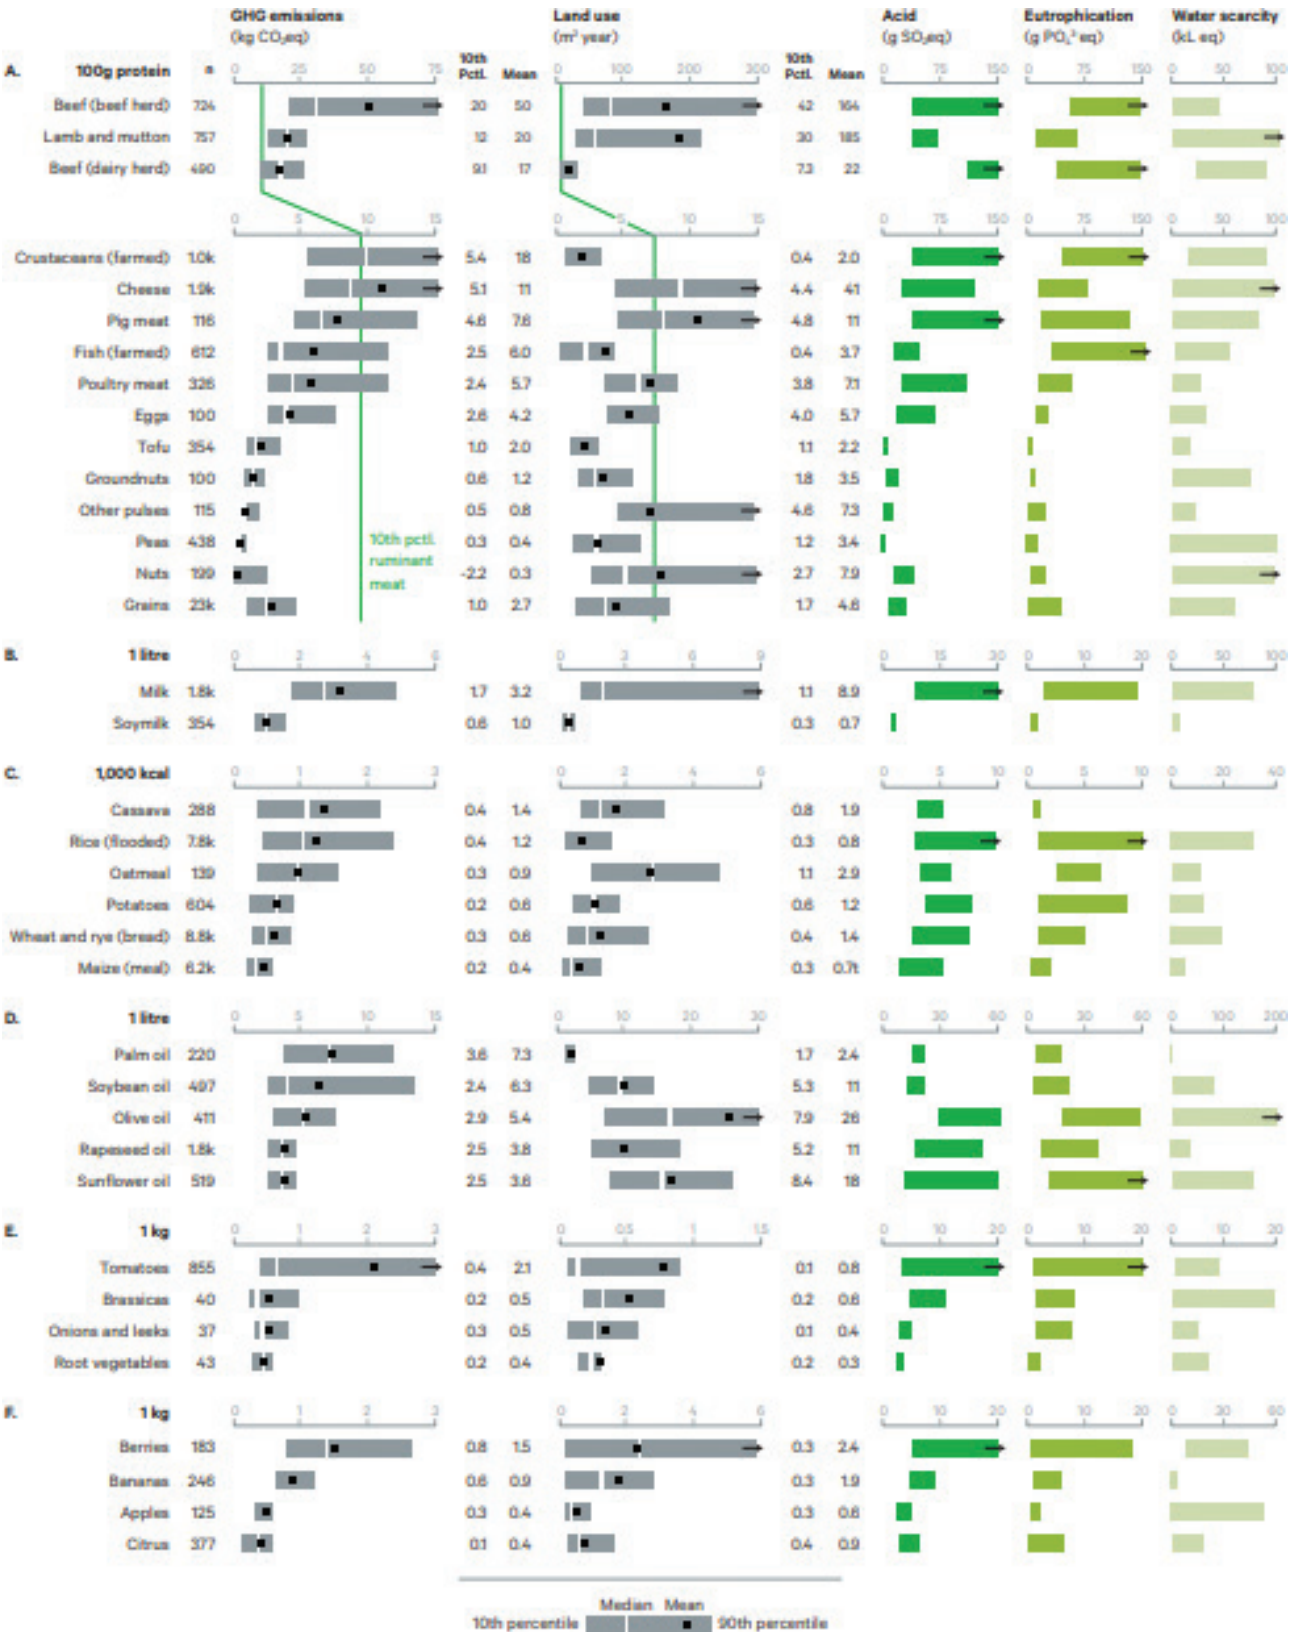 GHG emissions Land use Acid Eutrophication Water scarcity
(kg CO₂eq) (m² year) (g SO₂eq) (g PO₄³⁻eq) (kL eq)
A. 100g protein n 0 25 50 75 10th Pctl. Mean 0 100 200 300 10th Pctl. Mean 0 75 150 0 75 150 0 50 100
Beef (beef herd) 724 20 50 42 164
Lamb and mutton 757 12 20 30 185
Beef (dairy herd) 490 9.1 17 7.3 22
0 5 10 15 0 5 10 15 0 75 150 0 75 150 0 50 100
Crustaceans (farmed) 1.0k 5.4 18 0.4 2.0
Cheese 1.9k 5.1 11 4.4 41
Pig meat 116 4.6 7.6 4.8 11
Fish (farmed) 612 2.5 6.0 0.4 3.7
Poultry meat 326 2.4 5.7 3.8 7.1
Eggs 100 2.6 4.2 4.0 5.7
Tofu 354 1.0 2.0 1.1 2.2
Groundnuts 100 0.6 1.2 1.8 3.5
Other pulses 115 0.5 0.8 4.6 7.3
Peas 438 0.3 0.4 1.2 3.4
Nuts 199 -2.2 0.3 2.7 7.9
Grains 23k 1.0 2.7 1.7 4.6
10th pctl.
ruminant
meat
B. 1 litre 0 2 4 6 0 3 6 9 0 15 30 0 10 20 0 50 100
Milk 1.8k 1.7 3.2 1.1 8.9
Soymilk 354 0.6 1.0 0.3 0.7
C. 1,000 kcal 0 1 2 3 0 2 4 6 0 5 10 0 5 10 0 20 40
Cassava 288 0.4 1.4 0.8 1.9
Rice (flooded) 7.8k 0.4 1.2 0.3 0.8
Oatmeal 139 0.3 0.9 1.1 2.9
Potatoes 604 0.2 0.6 0.6 1.2
Wheat and rye (bread) 8.8k 0.3 0.6 0.4 1.4
Maize (meal) 6.2k 0.2 0.4 0.3 0.7t
D. 1 litre 0 5 10 15 0 10 20 30 0 30 60 0 30 60 0 100 200
Palm oil 220 3.6 7.3 1.7 2.4
Soybean oil 497 2.4 6.3 5.3 11
Olive oil 411 2.9 5.4 7.9 26
Rapeseed oil 1.8k 2.5 3.8 5.2 11
Sunflower oil 519 2.5 3.6 8.4 18
E. 1 kg 0 1 2 3 0 0.5 1 1.5 0 10 20 0 10 20 0 10 20
Tomatoes 855 0.4 2.1 0.1 0.8
Brassicas 40 0.2 0.5 0.2 0.6
Onions and leeks 37 0.3 0.5 0.1 0.4
Root vegetables 43 0.2 0.4 0.2 0.3
F. 1 kg 0 1 2 3 0 2 4 6 0 10 20 0 10 20 0 30 60
Berries 183 0.8 1.5 0.3 2.4
Bananas 246 0.6 0.9 0.3 1.9
Apples 125 0.3 0.4 0.3 0.6
Citrus 377 0.1 0.4 0.4 0.9
Median Mean
10th percentile 90th percentile